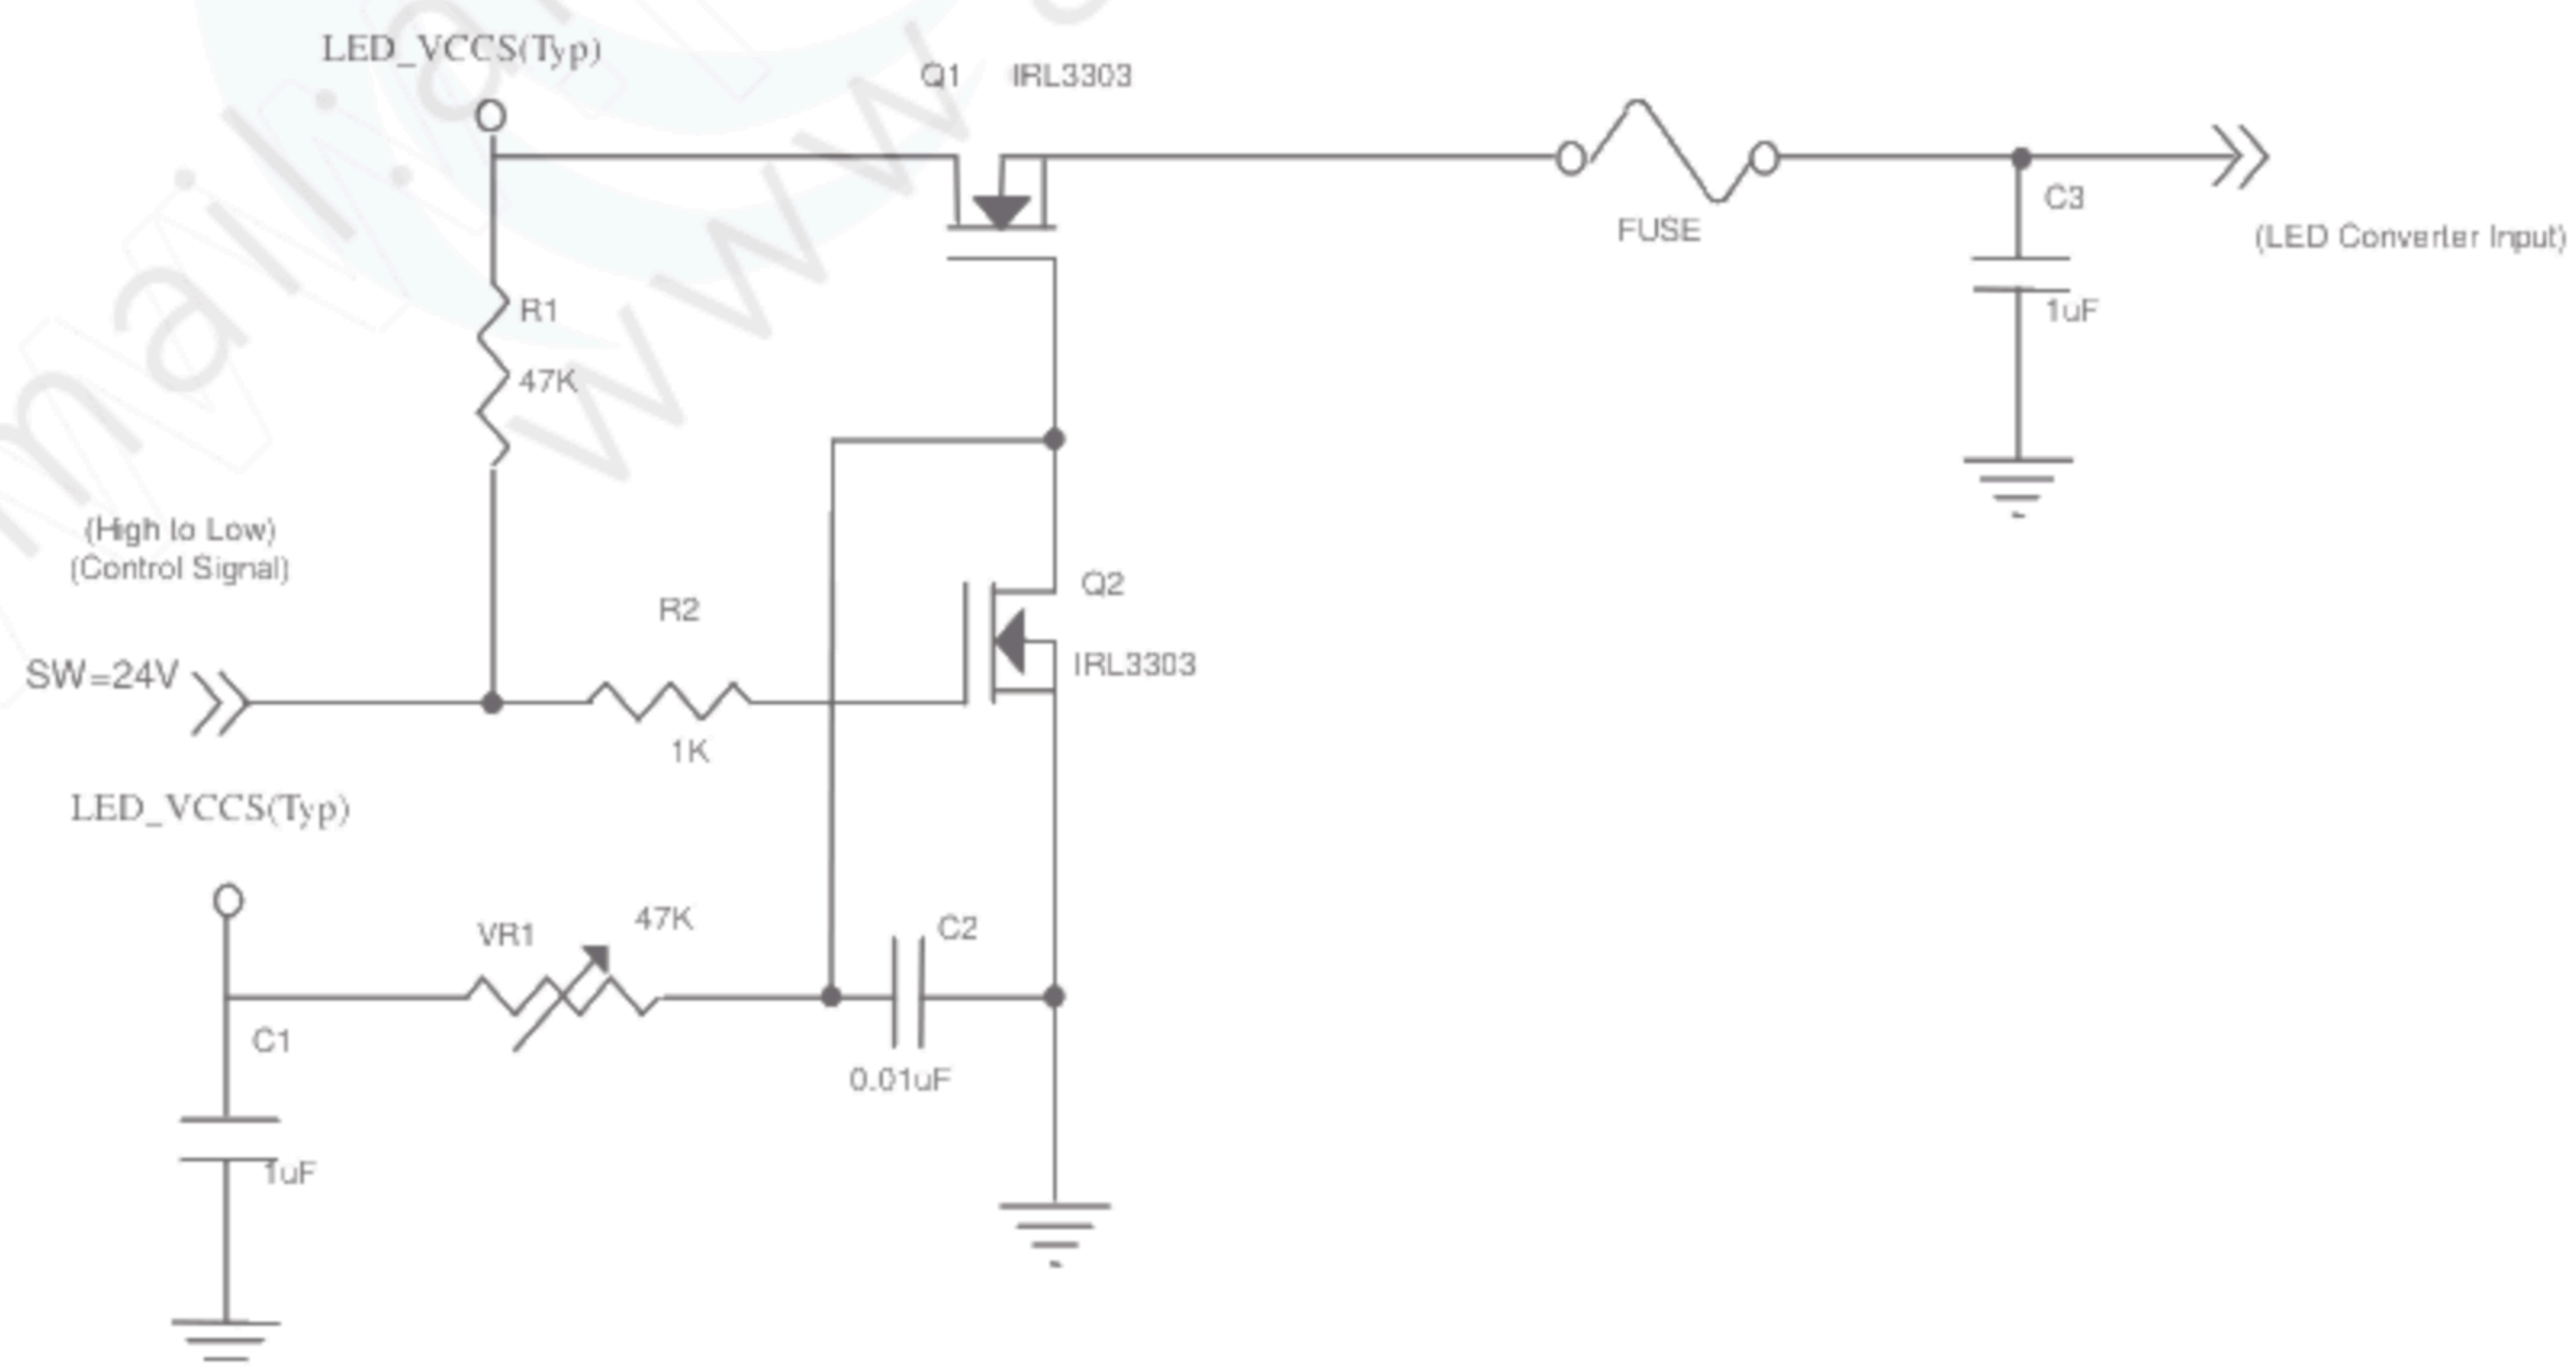 LED_VCCS(Typ)
Q1 IRL3303
C3
FUSE
(LED Converter Input)
R1
1uF
47K
(High to Low)
(Control Signal)
Q2
R2
IRL3303
SW=24V
1K
LED_VCCS(Typ)
47K
VR1
C2
C1
0.01uF
1uF